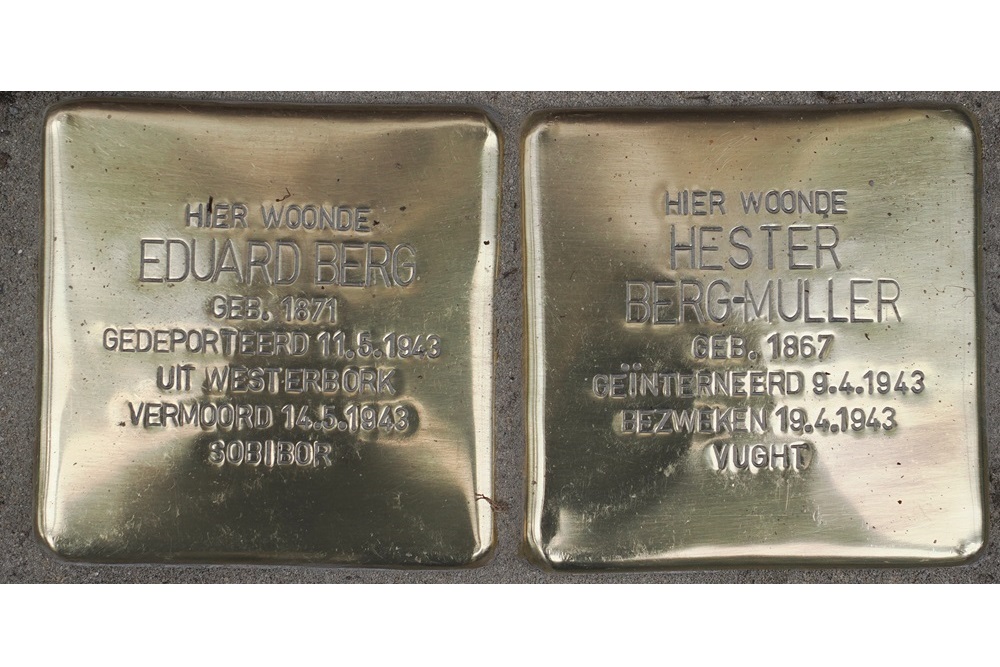 HIER WOONDE
EDUARD BERG
GEB. 1871
GEDEPORTEERD 11.5.1943
UIT WESTERBORK
VERMOORD 14.5.1943
SOBIBOR
HIER WOONDE
HESTER
BERG-MULLER
GEB. 1867
GEÏNTERNEERD 9.4.1943
BEZWEKEN 19.4.1943
VUGHT